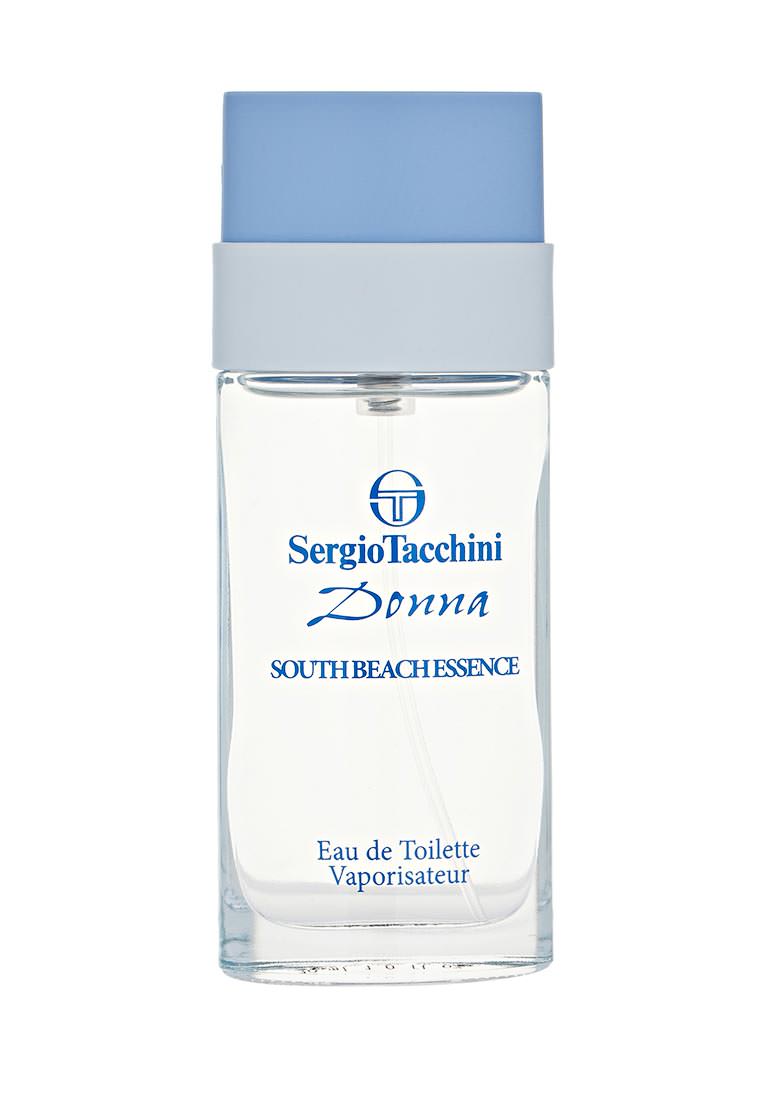 Sergio Tacchini
Donna
SOUTH BEACH ESSENCE
Eau de Toilette
Vaporisateur